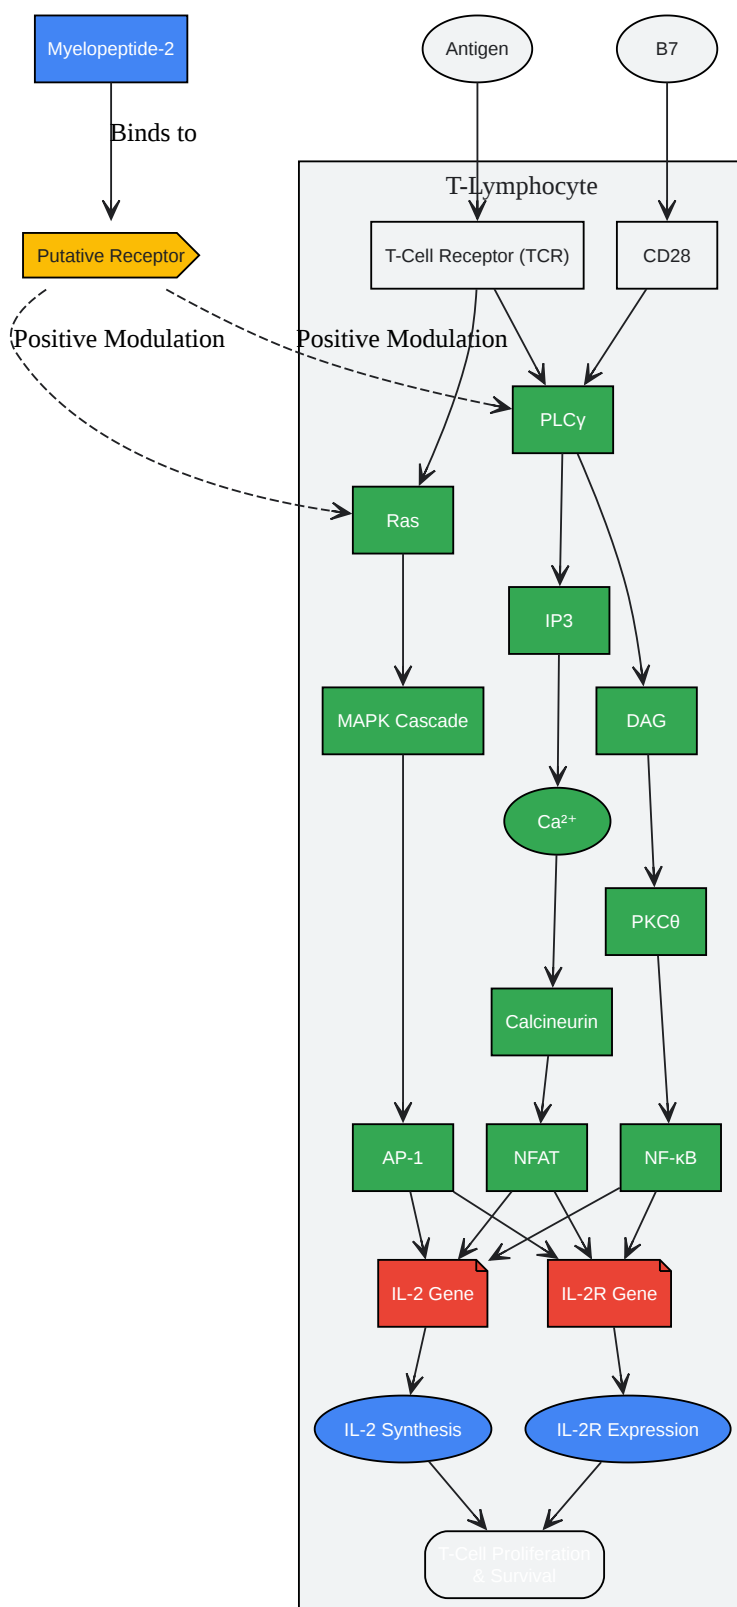 Myelopeptide-2
Antigen
B7
Binds to
T-Lymphocyte
Putative Receptor
T-Cell Receptor (TCR)
CD28
Positive Modulation
Positive Modulation
PLCγ
Ras
IP3
MAPK Cascade
DAG
Ca²⁺
PKCθ
Calcineurin
AP-1
NFAT
NF-κB
IL-2 Gene
IL-2R Gene
IL-2 Synthesis
IL-2R Expression
T-Cell Proliferation
& Survival